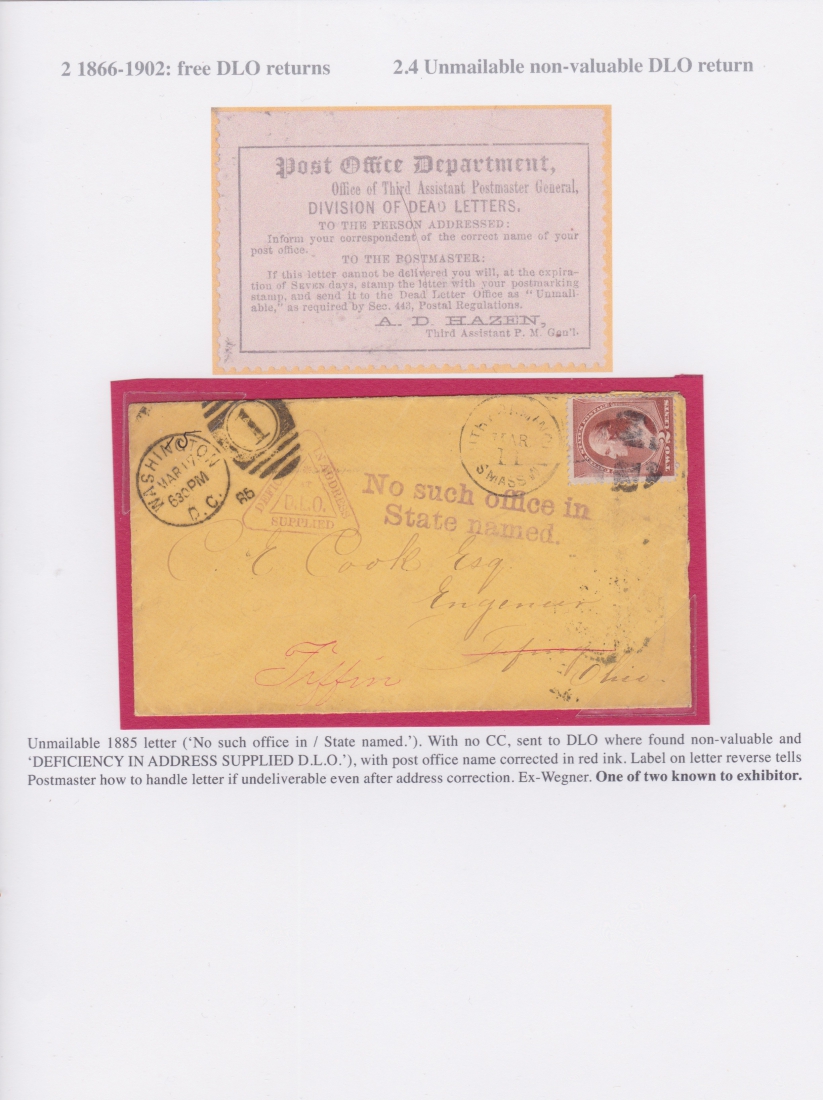 2 1866-1902: free DLO returns
2.4 Unmailable non-valuable DLO return
Post Office Department,
Office of Third Assistant Postmaster General,
DIVISION OF DEAD LETTERS.
TO THE PERSON ADDRESSED:
Inform your correspondent of the correct name of your
post office.
TO THE POSTMASTER:
If this letter cannot be delivered you will, at the expira-
tion of SEVEN days, stamp the letter with your postmarking
stamp, and send it to the Dead Letter Office as "Unmail-
able," as required by Sec. 443, Postal Regulations.
A. D. HAZEN,
Third Assistant P. M. Gen'l.
WASHINGTON
MAR 17
630PM
D.C.
85
1
ADDRESS
D.L.O.
SUPPLIED
MAR
11
MASS
TWO 2 CENTS
No such office in
State named.
C. E. Cook Esq.
Engeneer
Ohio.
Tiffin
Unmailable 1885 letter ('No such office in / State named.'). With no CC, sent to DLO where found non-valuable and
'DEFICIENCY IN ADDRESS SUPPLIED D.L.O.'), with post office name corrected in red ink. Label on letter reverse tells
Postmaster how to handle letter if undeliverable even after address correction. Ex-Wegner. One of two known to exhibitor.